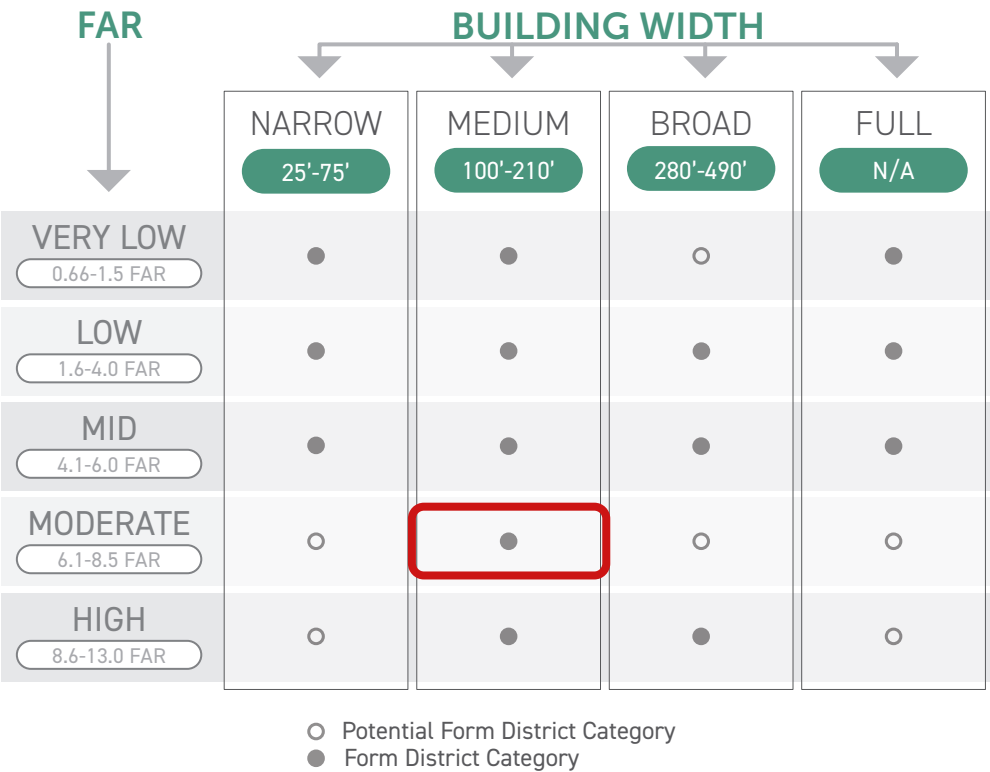 FAR
BUILDING WIDTH
NARROW
25'-75'
MEDIUM
100'-210'
BROAD
280'-490'
FULL
N/A
VERY LOW
0.66-1.5 FAR
LOW
1.6-4.0 FAR
MID
4.1-6.0 FAR
MODERATE
6.1-8.5 FAR
HIGH
8.6-13.0 FAR
Potential Form District Category
Form District Category